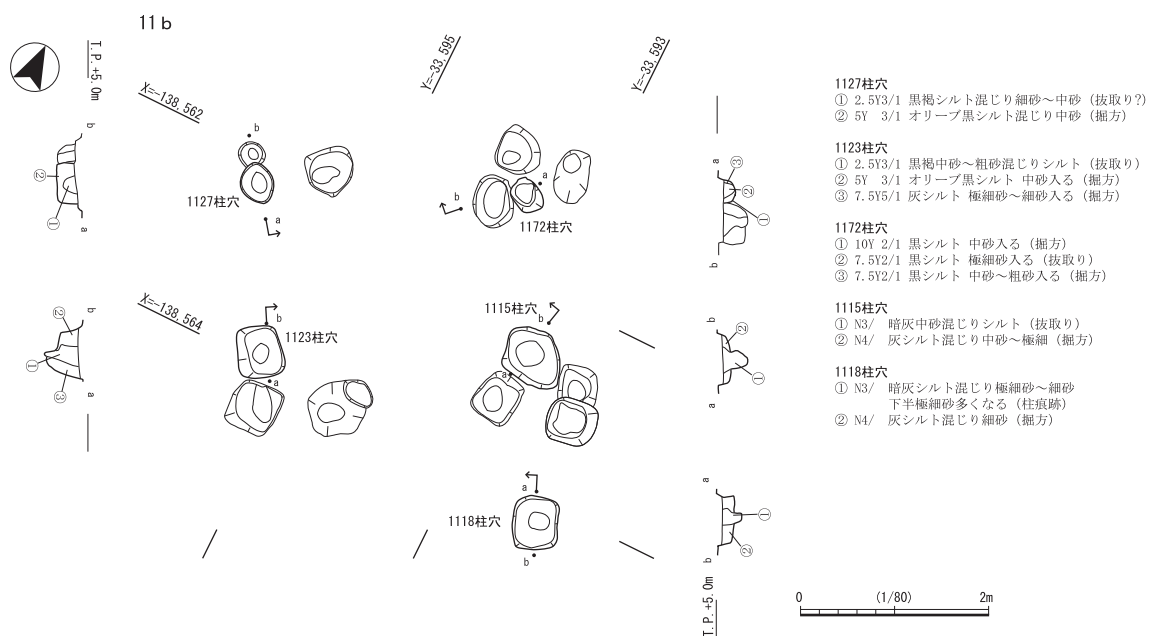 11b
T.P.+5.0m
X=-138,562
Y=-33,595
Y=-33,593
b
②
①
a
b
1127柱穴
a
a
b
1172柱穴
a
③
②
①
b
X=-138,564
b
②
①
③
a
b
1123柱穴
a
1115柱穴
b
a
b
②
①
a
a
1118柱穴
b
a
①
②
b
T.P.+5.0m
1127柱穴
① 2.5Y3/1 黒褐シルト混じり細砂～中砂（抜取り?）
② 5Y 3/1 オリーブ黒シルト混じり中砂（掘方）
1123柱穴
① 2.5Y3/1 黒褐中砂～粗砂混じりシルト（抜取り）
② 5Y 3/1 オリーブ黒シルト 中砂入る（掘方）
③ 7.5Y5/1 灰シルト 極細砂～細砂入る（掘方）
1172柱穴
① 10Y 2/1 黒シルト 中砂入る（掘方）
② 7.5Y2/1 黒シルト 極細砂入る（抜取り）
③ 7.5Y2/1 黒シルト 中砂～粗砂入る（掘方）
1115柱穴
① N3/ 暗灰中砂混じりシルト（抜取り）
② N4/ 灰シルト混じり中砂～極細（掘方）
1118柱穴
① N3/ 暗灰シルト混じり極細砂～細砂
下半極細砂多くなる（柱痕跡）
② N4/ 灰シルト混じり細砂（掘方）
0 (1/80) 2m